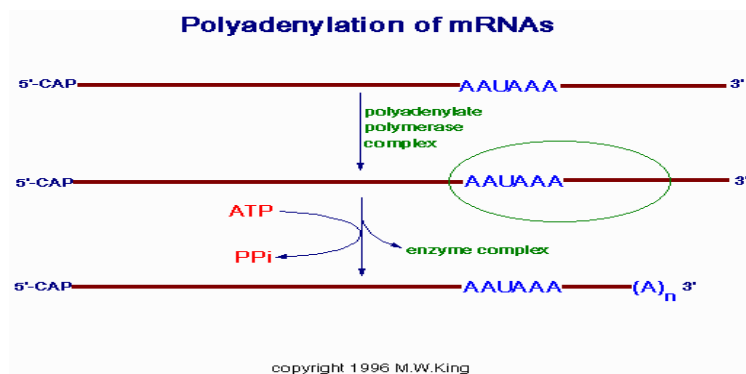 Polyadenylation of mRNAs
5'-CAP AAUAAA 3'
polyadenylate
polymerase
complex
5'-CAP AAUAAA 3'
ATP
enzyme complex
PPi
5'-CAP AAUAAA (A)n 3'
copyright 1996 M.W.King